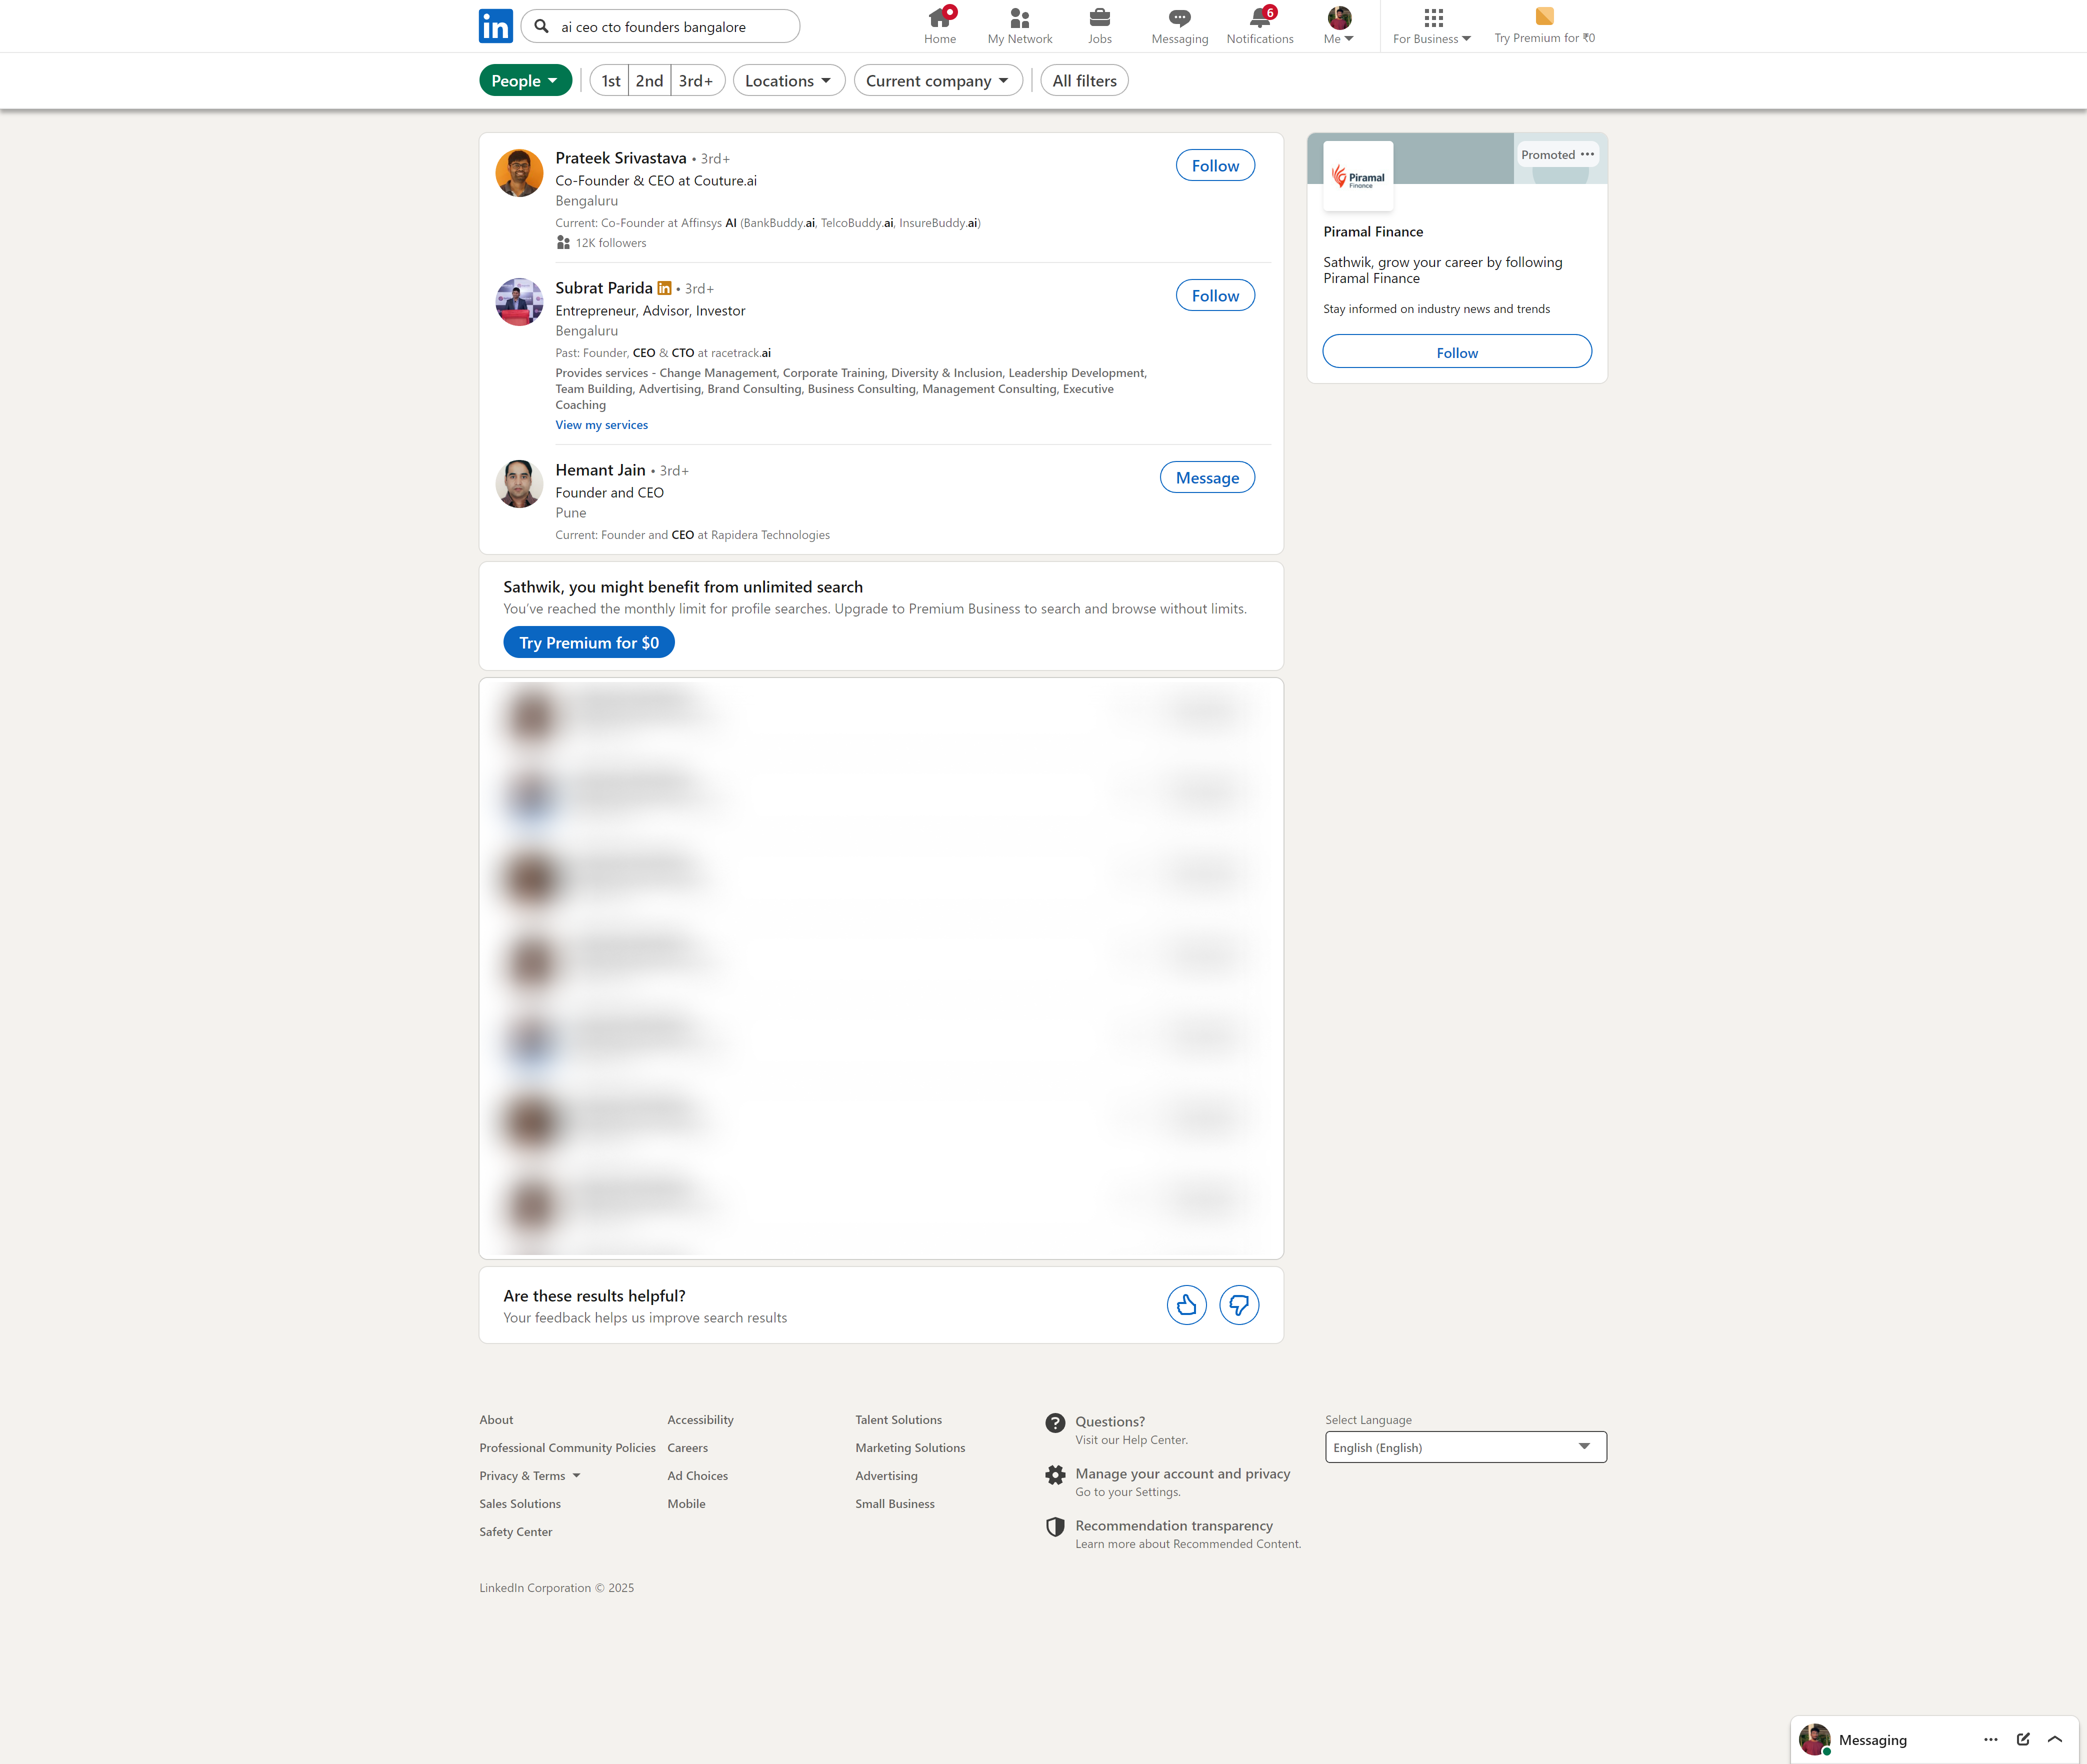 in
ai ceo cto founders bangalore
Home
My Network
Jobs
Messaging
6
Notifications
Me
For Business
Try Premium for ₹0
People
1st
2nd
3rd+
Locations
Current company
All filters
Prateek Srivastava • 3rd+
Co-Founder & CEO at Couture.ai
Bengaluru
Current: Co-Founder at Affinsys AI (BankBuddy.ai, TelcoBuddy.ai, InsureBuddy.ai)
12K followers
Follow
Subrat Parida in • 3rd+
Entrepreneur, Advisor, Investor
Bengaluru
Past: Founder, CEO & CTO at racetrack.ai
Provides services - Change Management, Corporate Training, Diversity & Inclusion, Leadership Development,
Team Building, Advertising, Brand Consulting, Business Consulting, Management Consulting, Executive
Coaching
View my services
Follow
Hemant Jain • 3rd+
Founder and CEO
Pune
Current: Founder and CEO at Rapidera Technologies
Message
Promoted
Piramal
Finance
Piramal Finance
Sathwik, grow your career by following
Piramal Finance
Stay informed on industry news and trends
Follow
Sathwik, you might benefit from unlimited search
You've reached the monthly limit for profile searches. Upgrade to Premium Business to search and browse without limits.
Try Premium for $0
Are these results helpful?
Your feedback helps us improve search results
About
Professional Community Policies
Privacy & Terms
Sales Solutions
Safety Center
Accessibility
Careers
Ad Choices
Mobile
Talent Solutions
Marketing Solutions
Advertising
Small Business
Questions?
Visit our Help Center.
Manage your account and privacy
Go to your Settings.
Recommendation transparency
Learn more about Recommended Content.
Select Language
English (English)
LinkedIn Corporation © 2025
Messaging